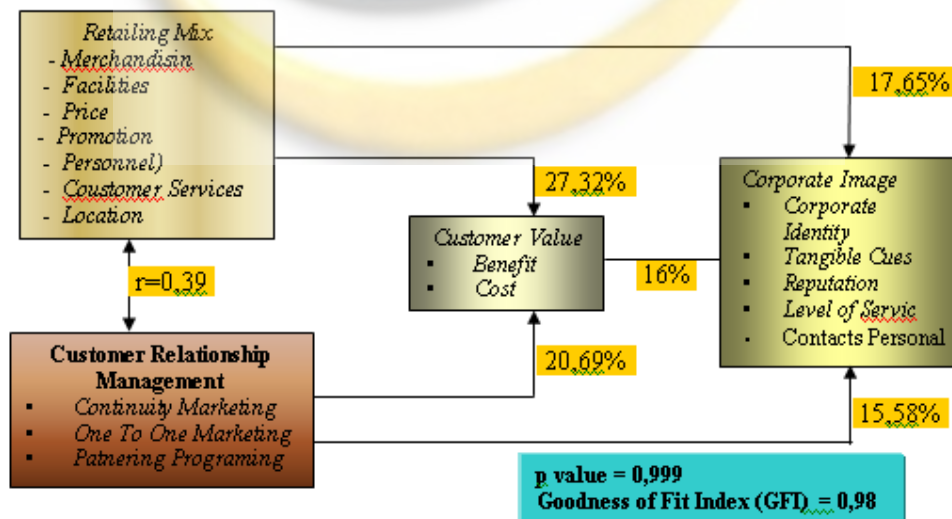 Retailing Mix
- Merchandisin
- Facilities
- Price
- Promotion
- Personnel)
- Coustomer Services
- Location
17,65%
27,32%
Customer Value
▪ Benefit
▪ Cost
16%
Corporate Image
▪ Corporate
Identity
▪ Tangible Cues
▪ Reputation
▪ Level of Servic
· Contacts Personal
r=0,39
Customer Relationship
Management
▪ Continuity Marketing
▪ One To One Marketing
▪ Patnering Programing
20,69%
15,58%
p value = 0,999
Goodness of Fit Index (GFI) = 0,98